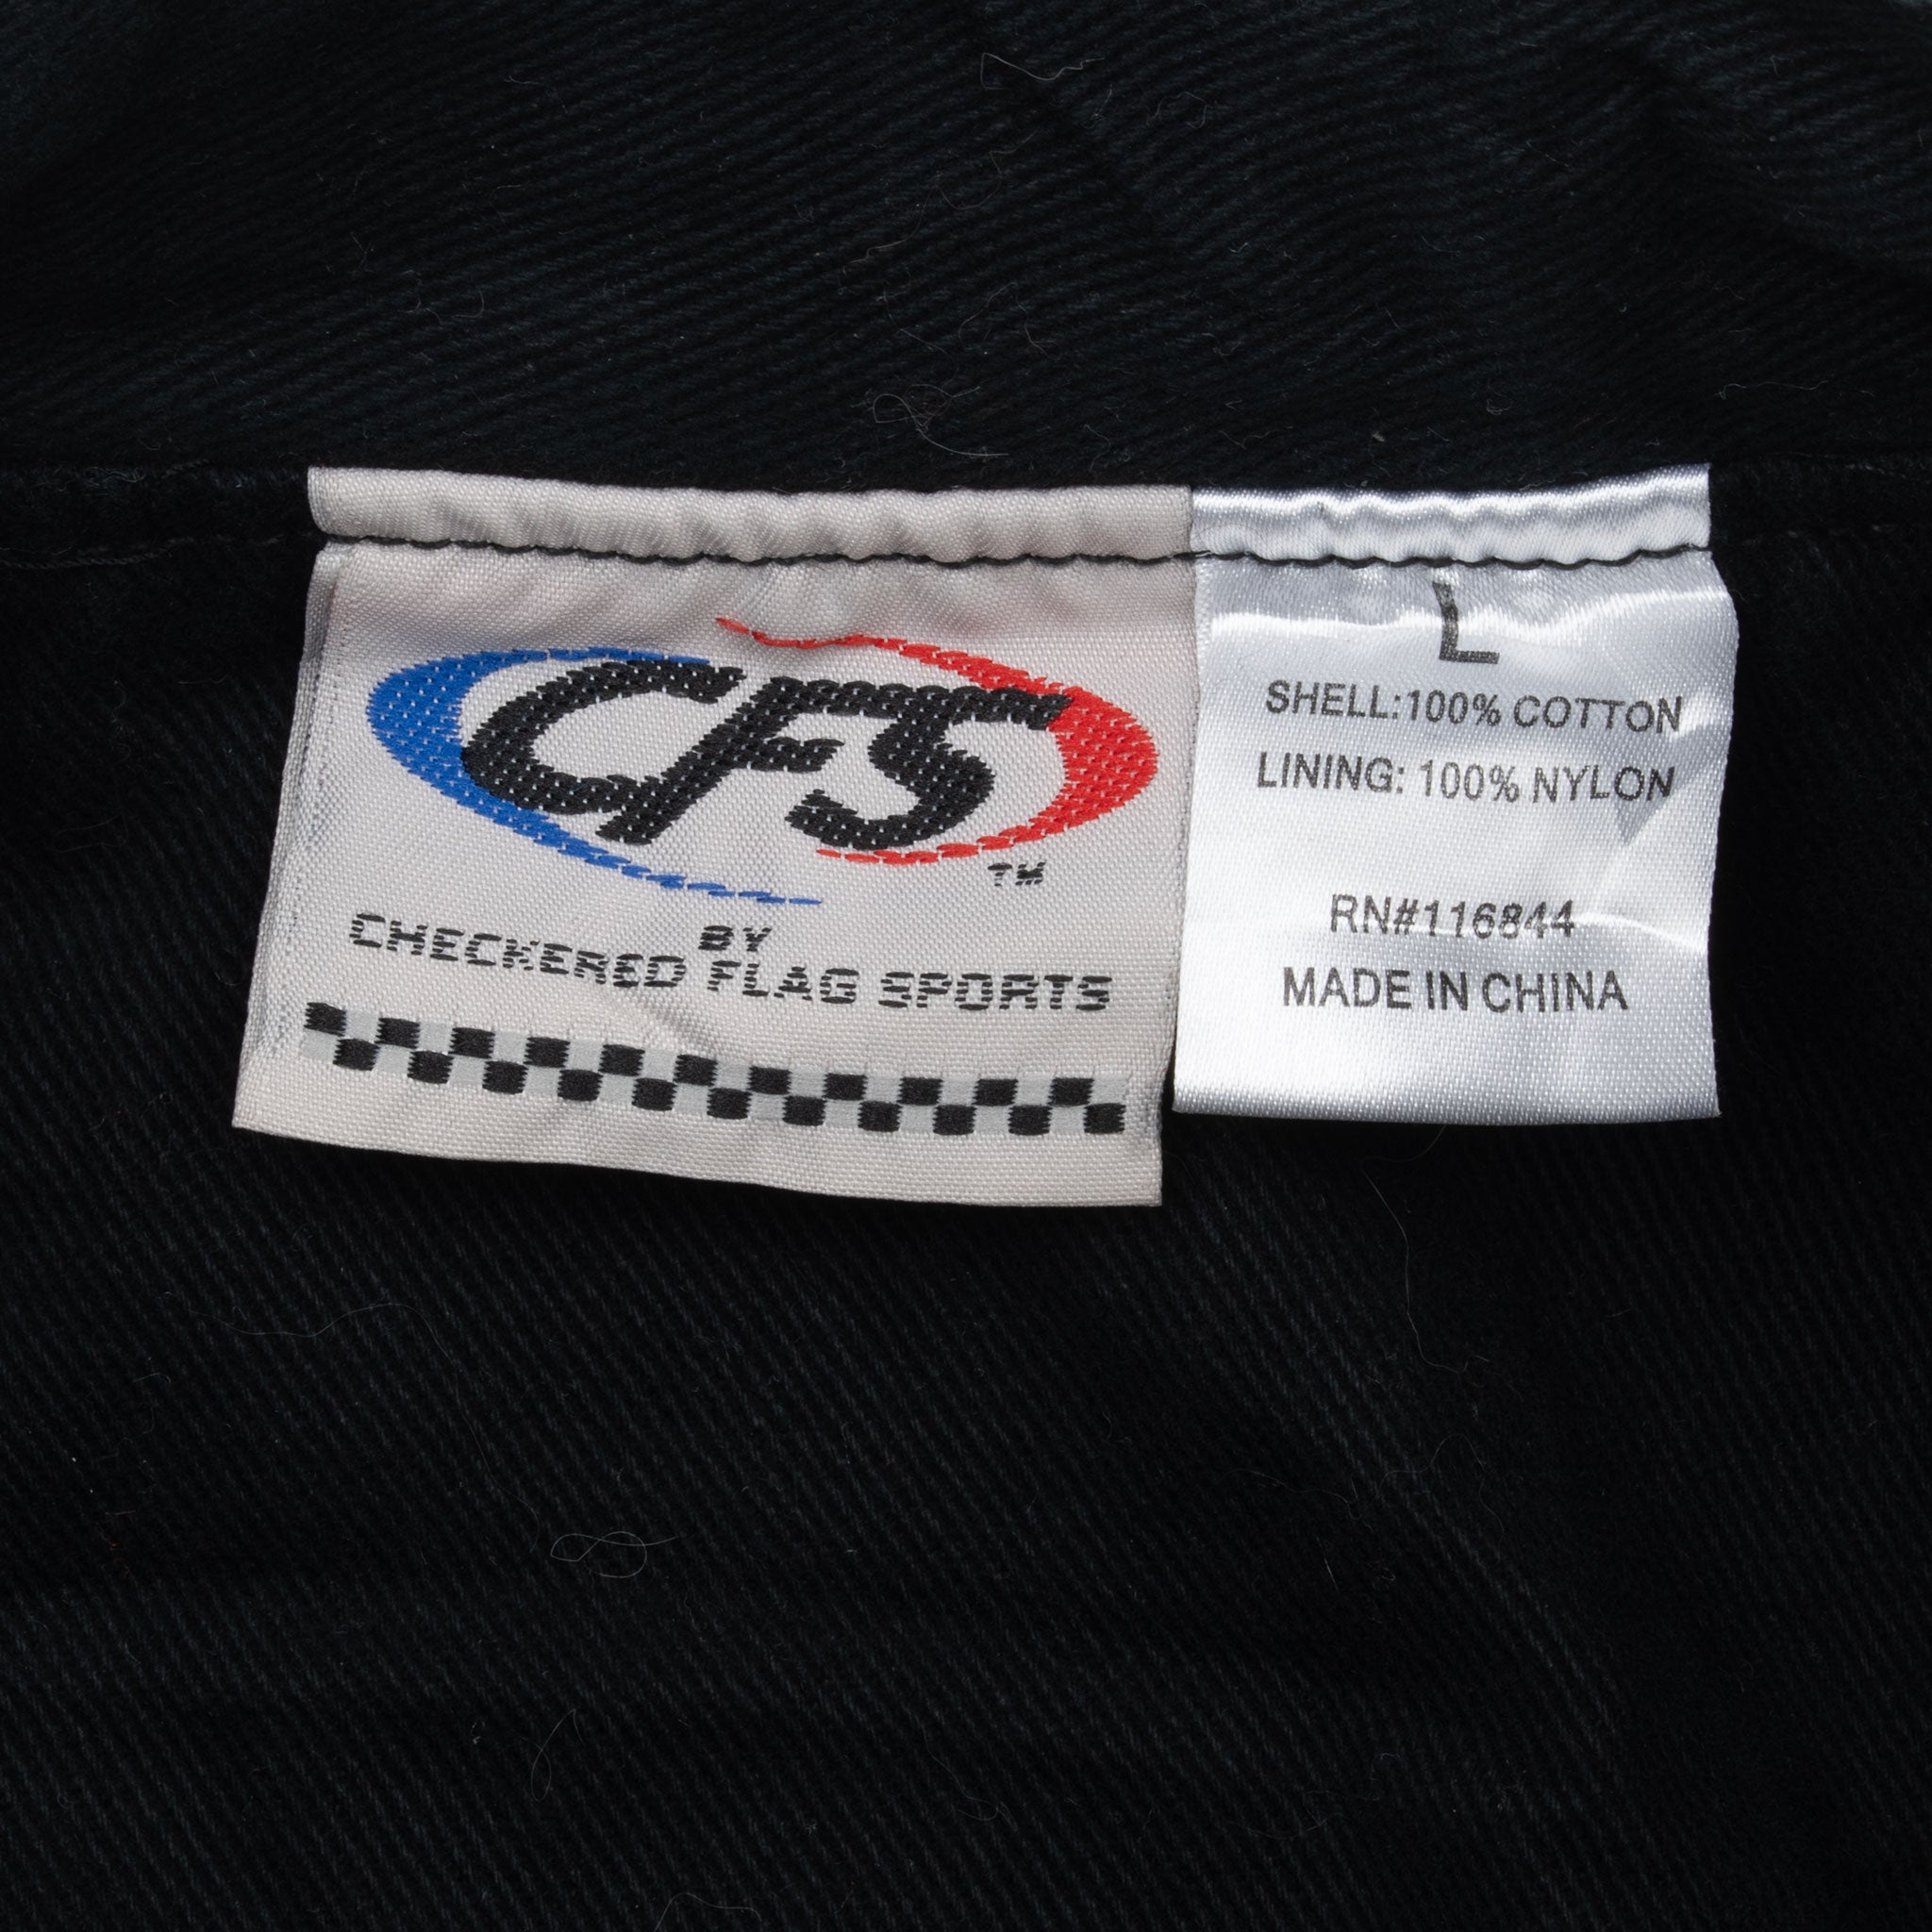 CFS
TM
BY
CHECKERED FLAG SPORTS
L
SHELL:100% COTTON
LINING: 100% NYLON
RN#116844
MADE IN CHINA